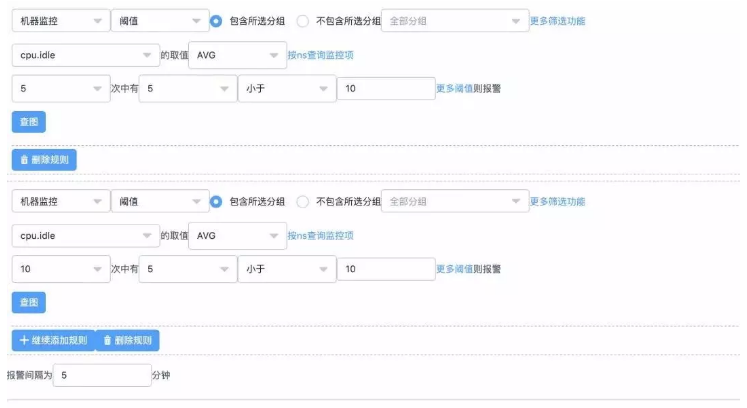 机器监控 阈值 包含所选分组 不包含所选分组 全部分组 更多筛选功能
cpu.idle 的取值 AVG 按ns查询监控项
5 次中有 5 小于 10 更多阈值则报警
查图
删除规则
机器监控 阈值 包含所选分组 不包含所选分组 全部分组 更多筛选功能
cpu.idle 的取值 AVG 按ns查询监控项
10 次中有 5 小于 10 更多阈值则报警
查图
+ 继续添加规则 删除规则
报警间隔为 5 分钟